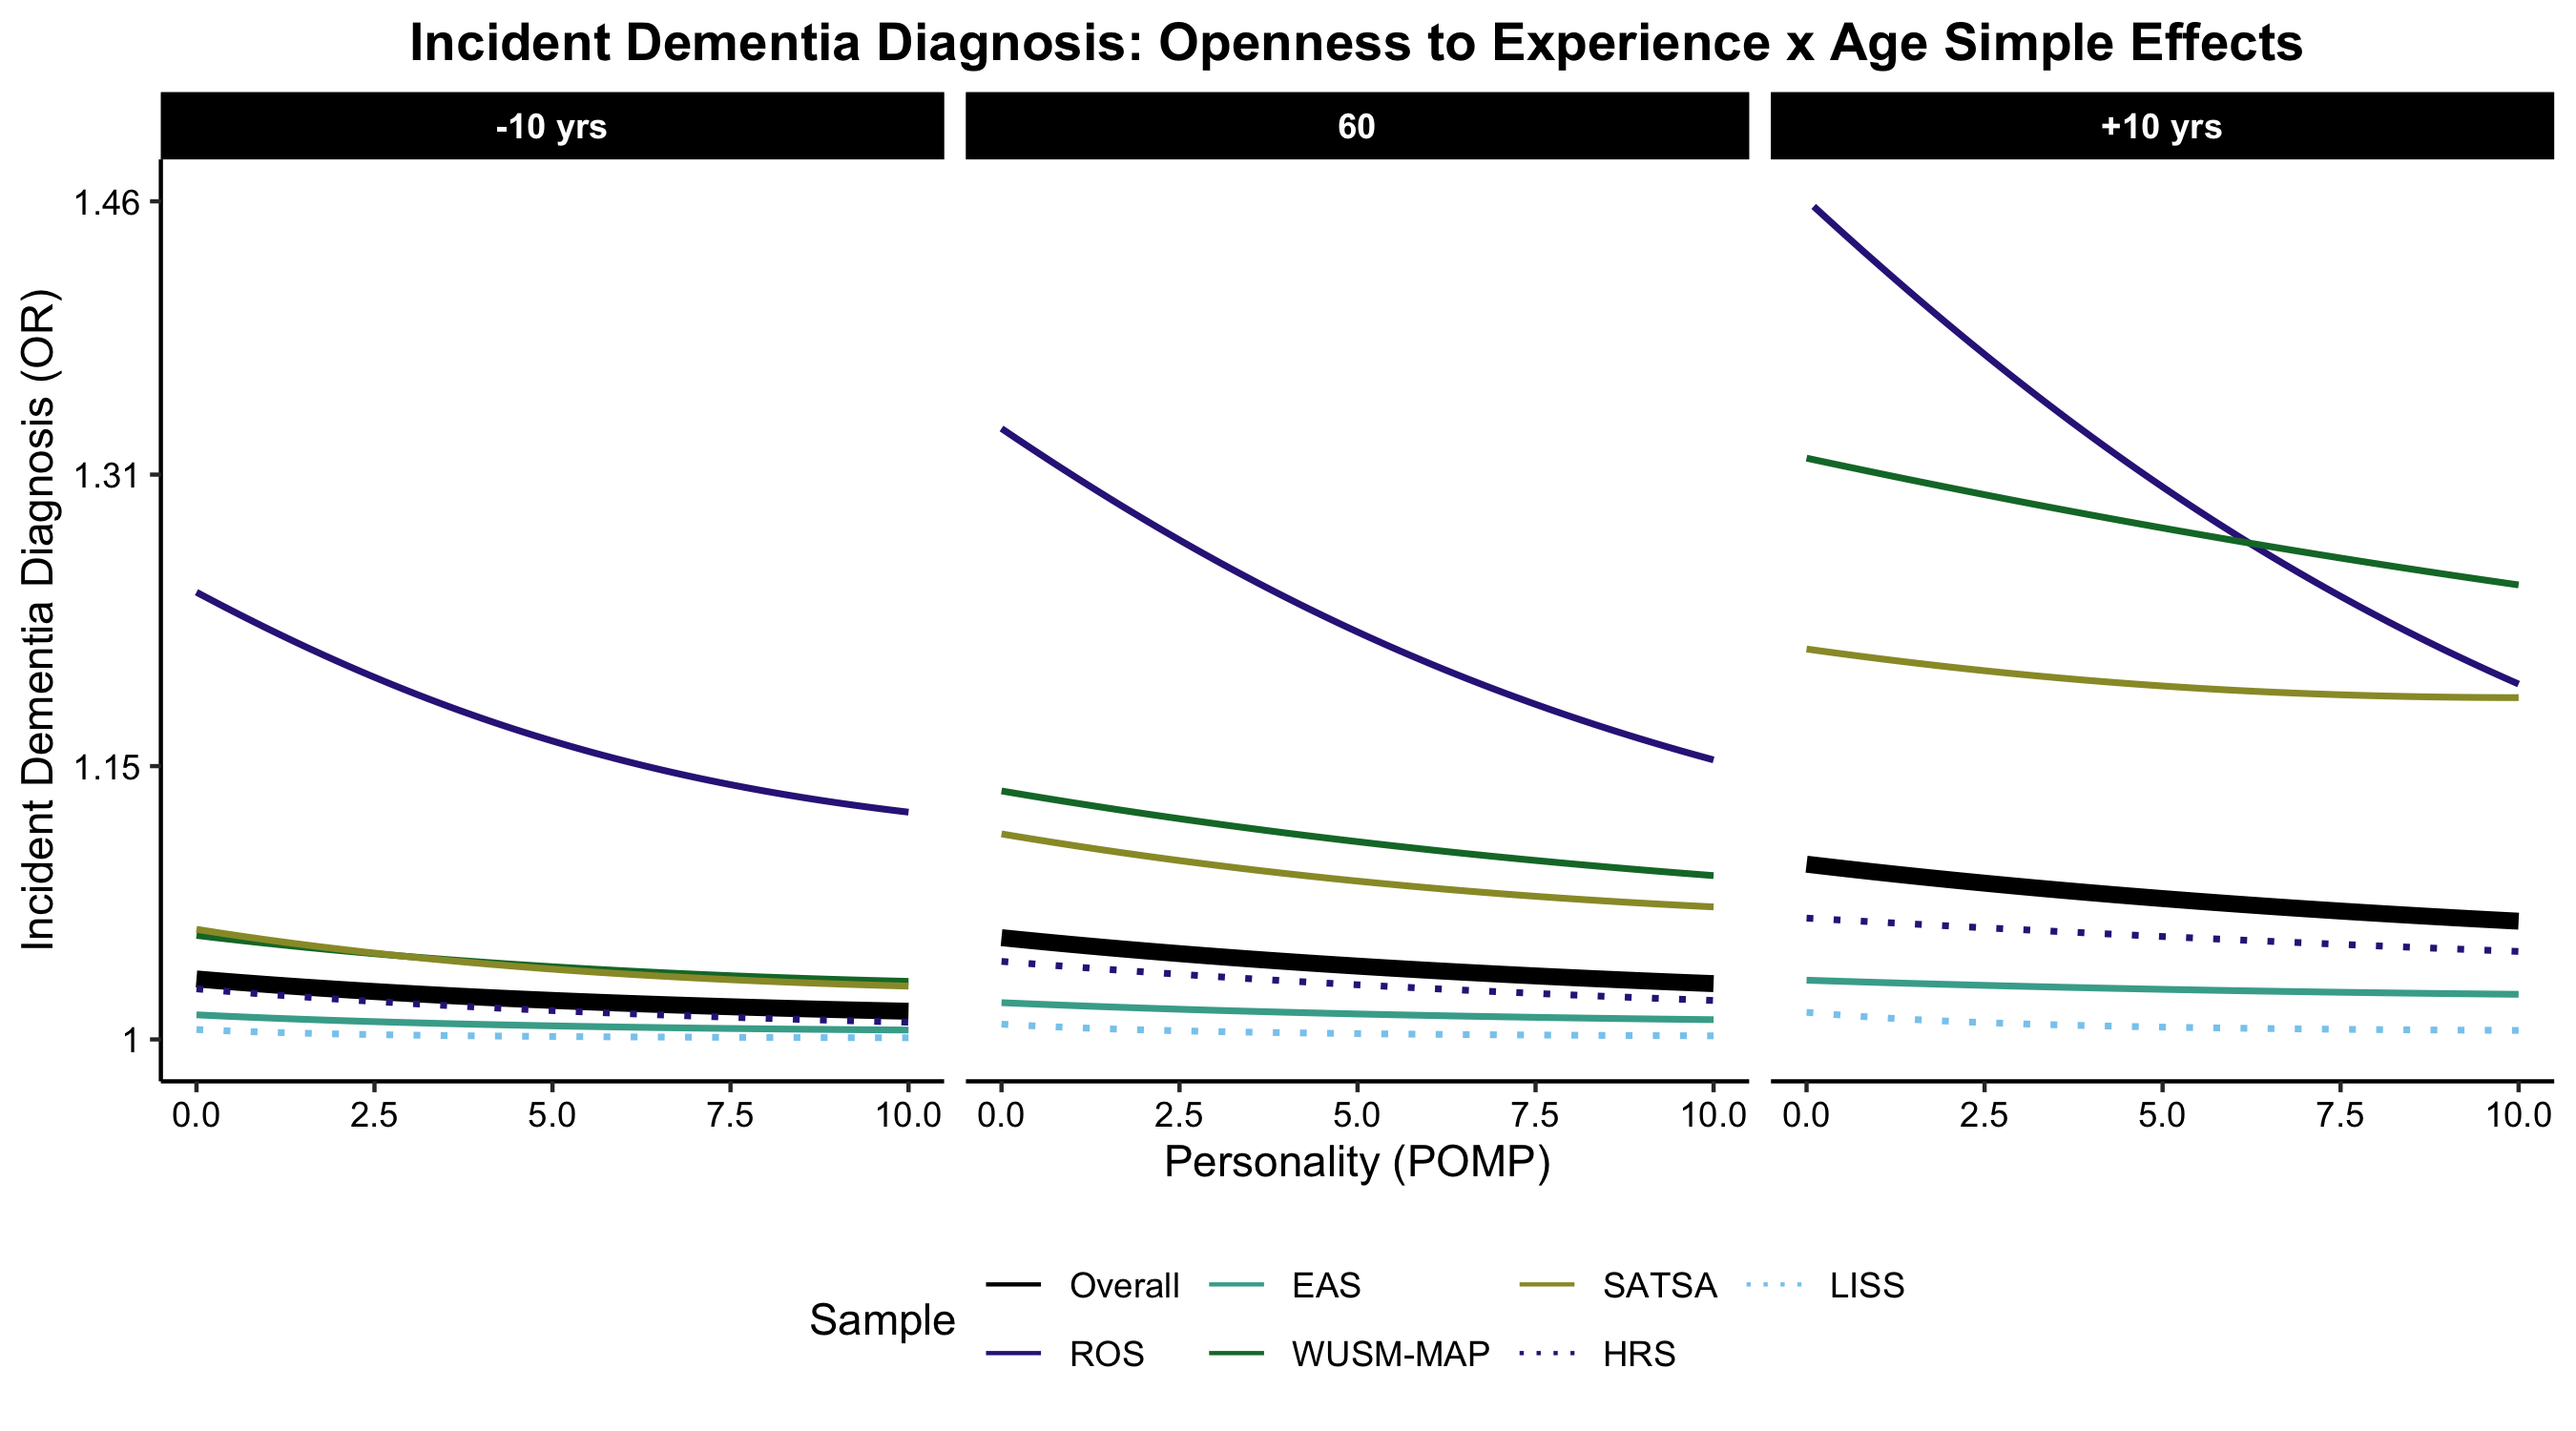 Incident Dementia Diagnosis: Openness to Experience x Age Simple Effects
-10 yrs
60
+10 yrs
Incident Dementia Diagnosis (OR)
1.46
1.31
1.15
1
0.0 2.5 5.0 7.5 10.0
0.0 2.5 5.0 7.5 10.0
0.0 2.5 5.0 7.5 10.0
Personality (POMP)
Sample
Overall EAS SATSA LISS
ROS WUSM-MAP HRS